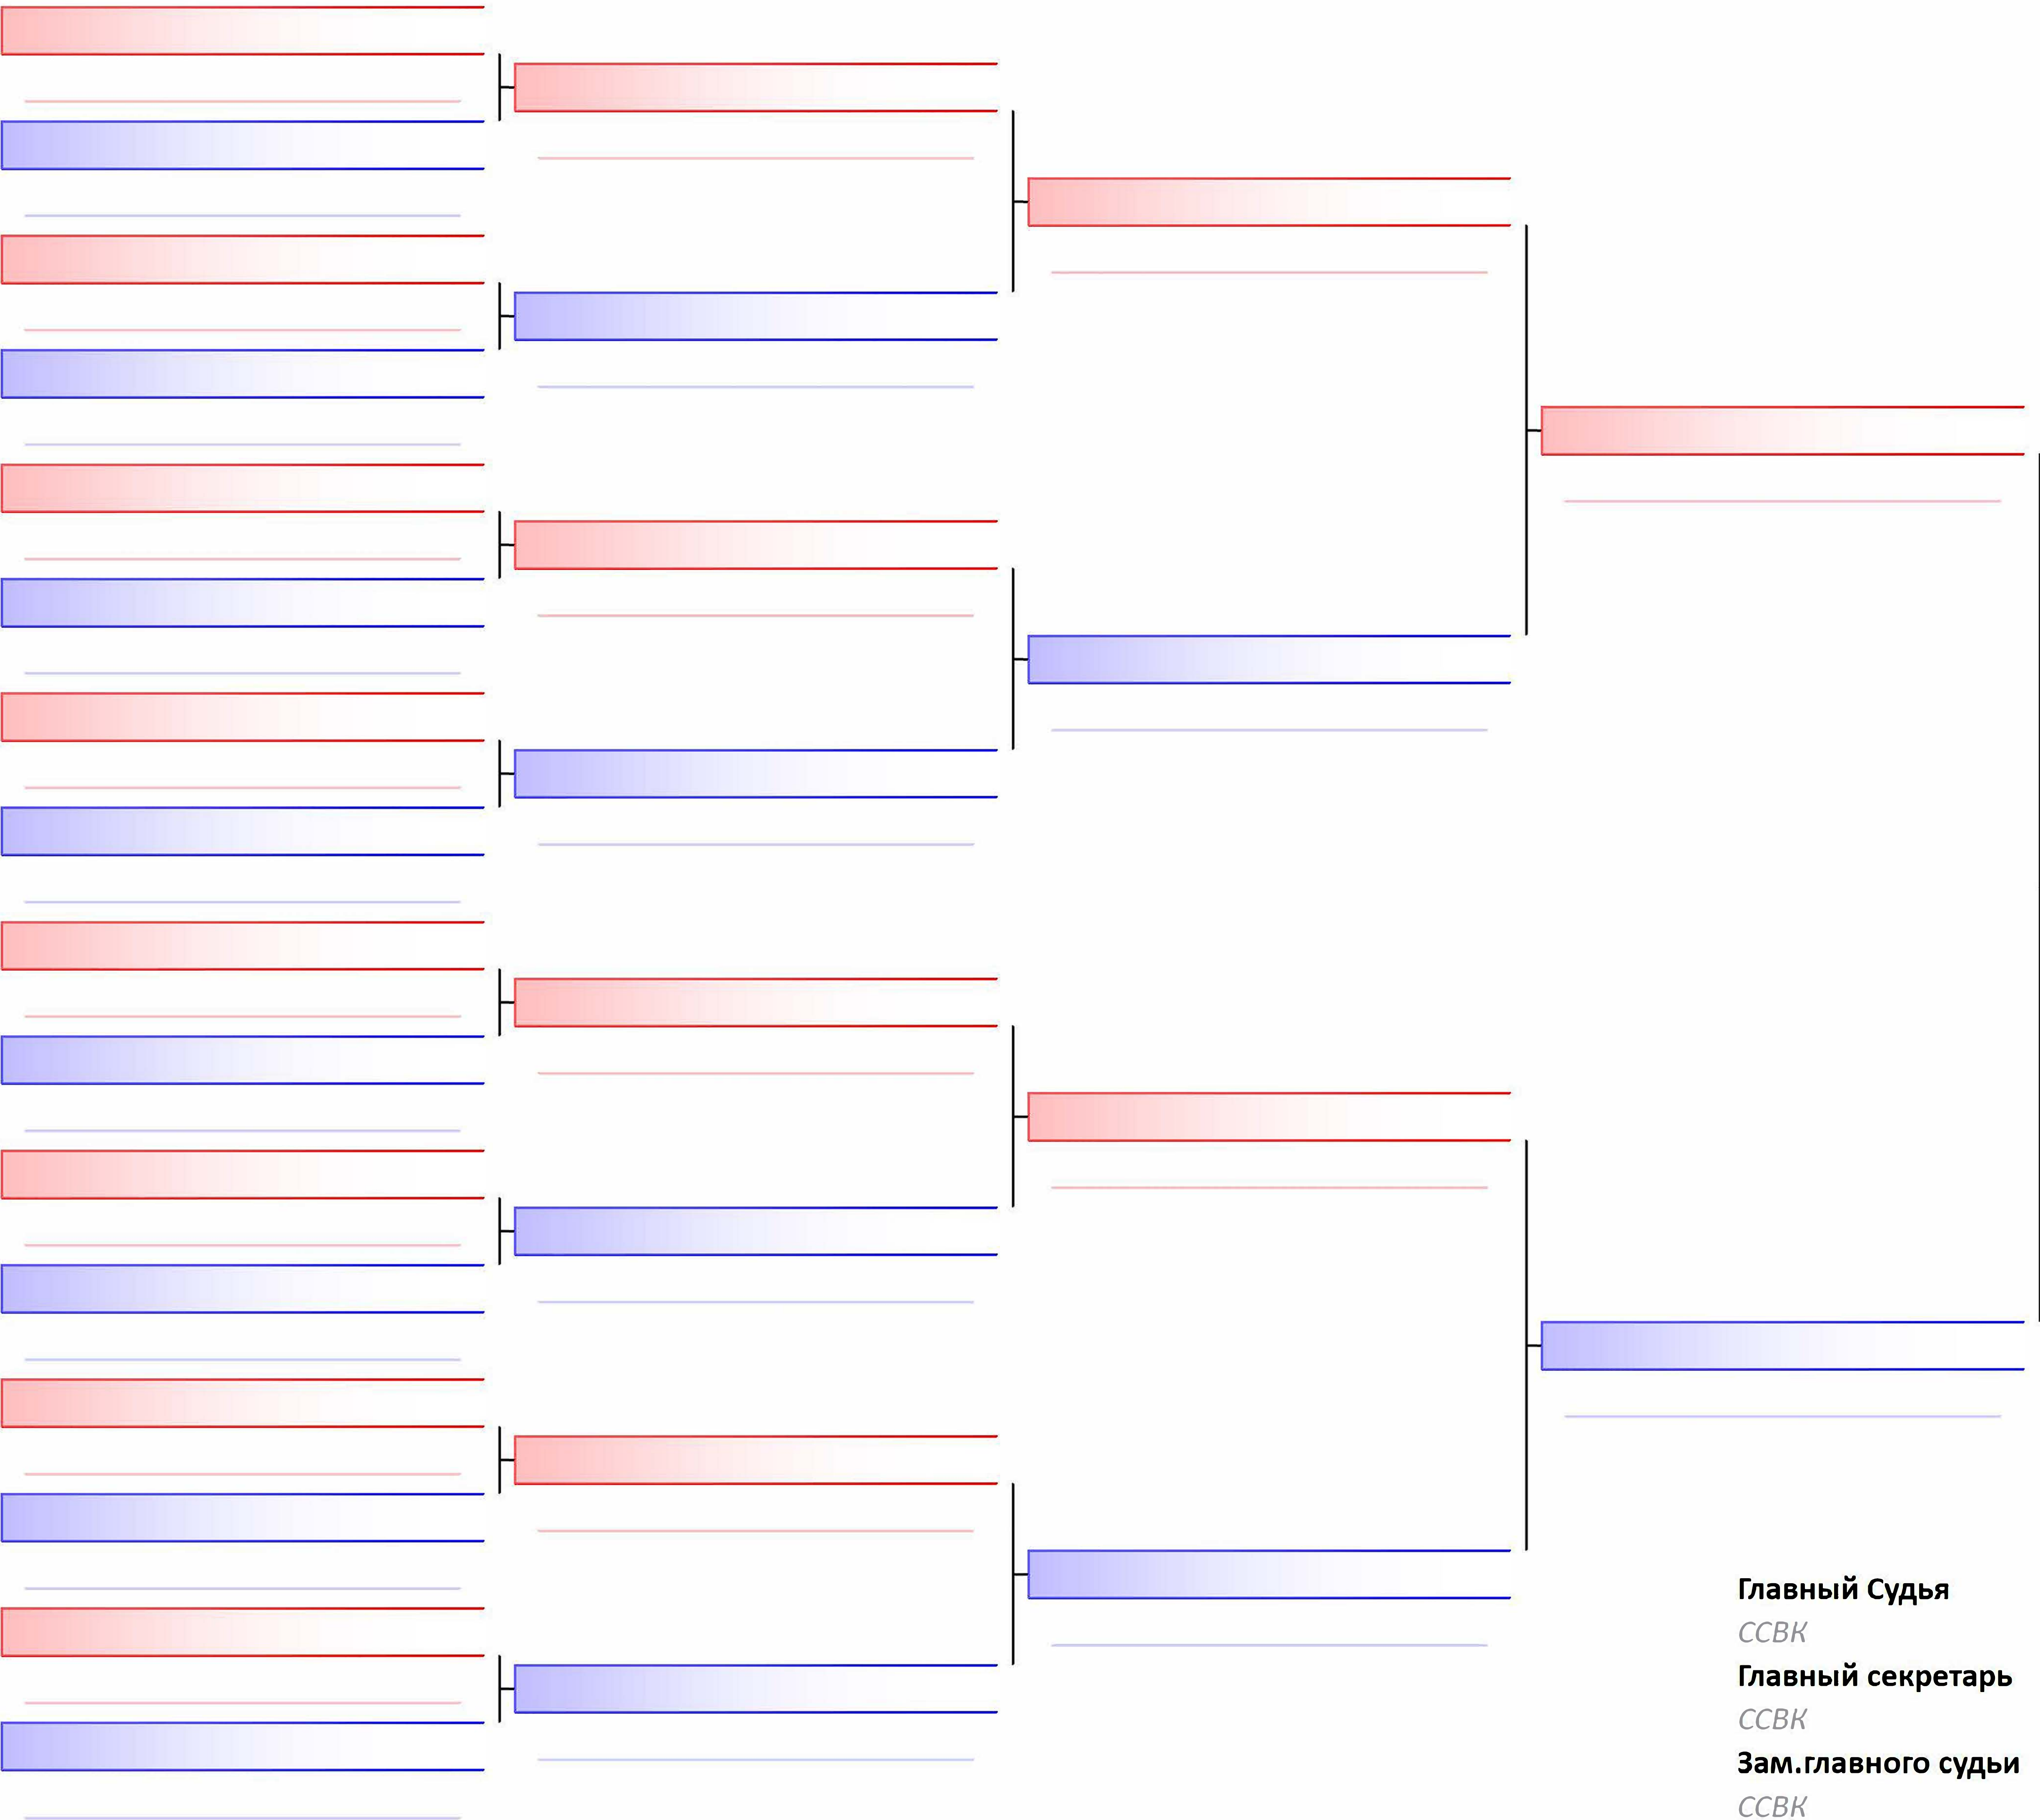 Главный Судья
ССВК
Главный секретарь
ССВК
Зам.главного судьи
ССВК